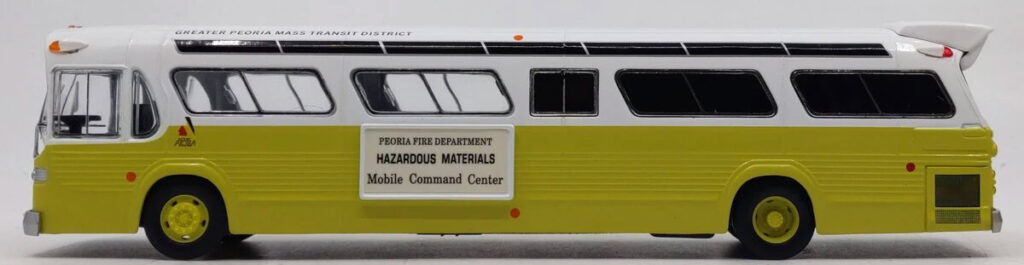 GREATER PEORIA MASS TRANSIT DISTRICT
PEORIA FIRE DEPARTMENT
HAZARDOUS MATERIALS
Mobile Command Center